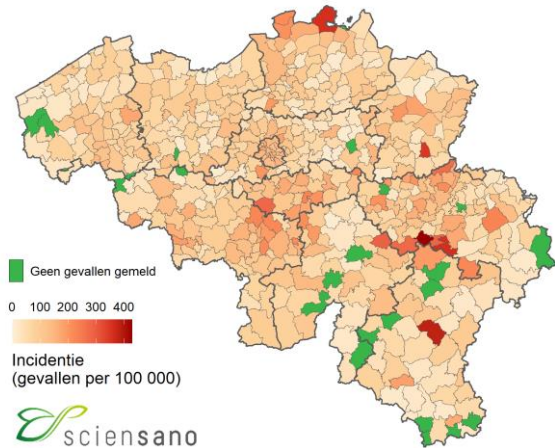 Geen gevallen gemeld
0 100 200 300 400
Incidentie
(gevallen per 100 000)
sciensano